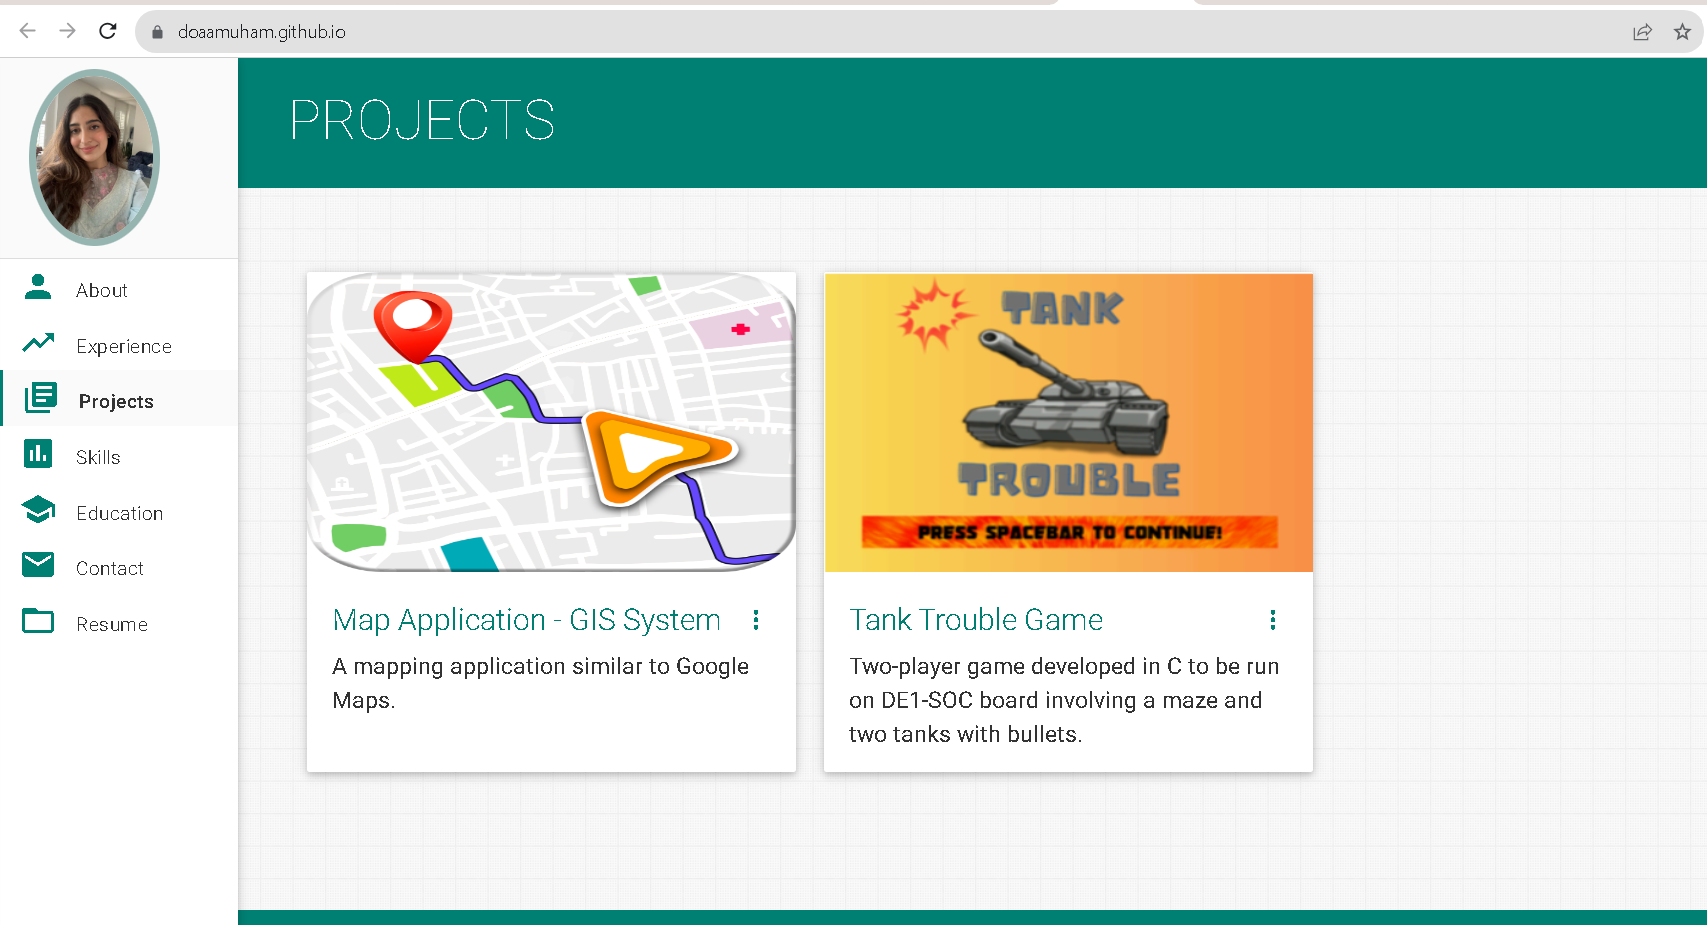 doaamuham.github.io
PROJECTS
About
Experience
Projects
Skills
Education
Contact
Resume
TANK
TROUBLE
PRESS SPACEBAR TO CONTINUE!
Map Application - GIS System
A mapping application similar to Google
Maps.
Tank Trouble Game
Two-player game developed in C to be run
on DE1-SOC board involving a maze and
two tanks with bullets.